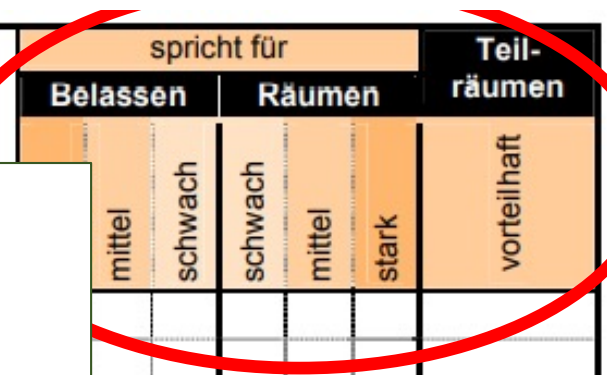 spricht für
Teil-
räumen
Belassen Räumen
mittel schwach schwach mittel stark vorteilhaft